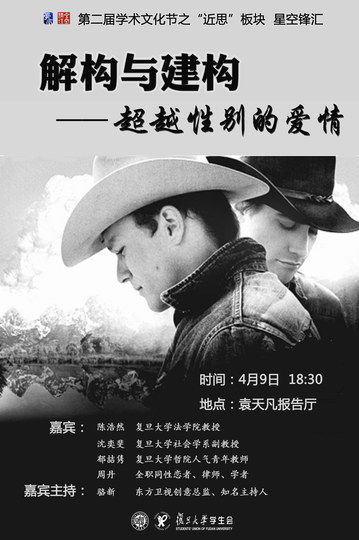 第二届学术文化节之“近思”板块 星空锋汇
解构与建构
——超越性别的爱情
时间：4月9日 18:30
地点：袁天凡报告厅
嘉宾： 陈浩然 复旦大学法学院教授
沈奕斐 复旦大学社会学系副教授
郁喆隽 复旦大学哲院人气青年教师
周丹 全职同性恋者、律师、学者
嘉宾主持： 骆新 东方卫视创意总监、知名主持人
复旦大学学生会
STUDENTS' UNION OF FUDAN UNIVERSITY